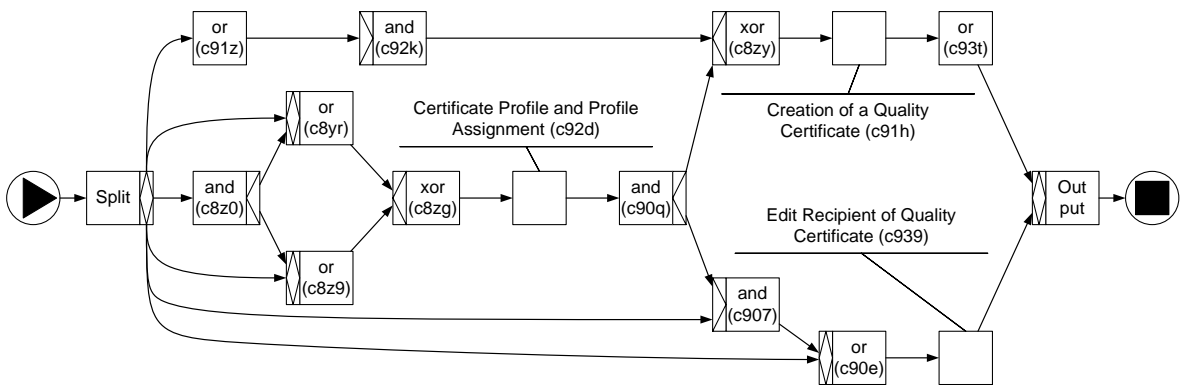 or
(c91z)
and
(c92k)
xor
(c8zy)
or
(c93t)
or
(c8yr)
Certificate Profile and Profile
Assignment (c92d)
Creation of a Quality
Certificate (c91h)
Split
and
(c8z0)
xor
(c8zg)
and
(c90q)
Out
put
Edit Recipient of Quality
Certificate (c939)
or
(c8z9)
and
(c907)
or
(c90e)